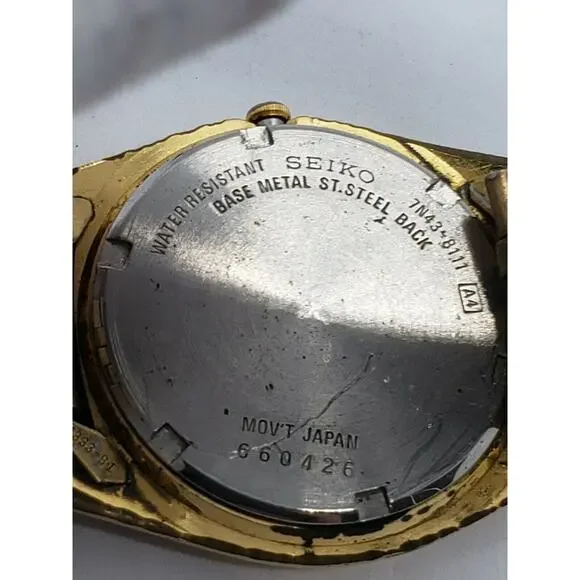 WATER RESISTANT SEIKO 7N43-8111 A4
BASE METAL ST.STEEL BACK
MOV'T JAPAN
660426